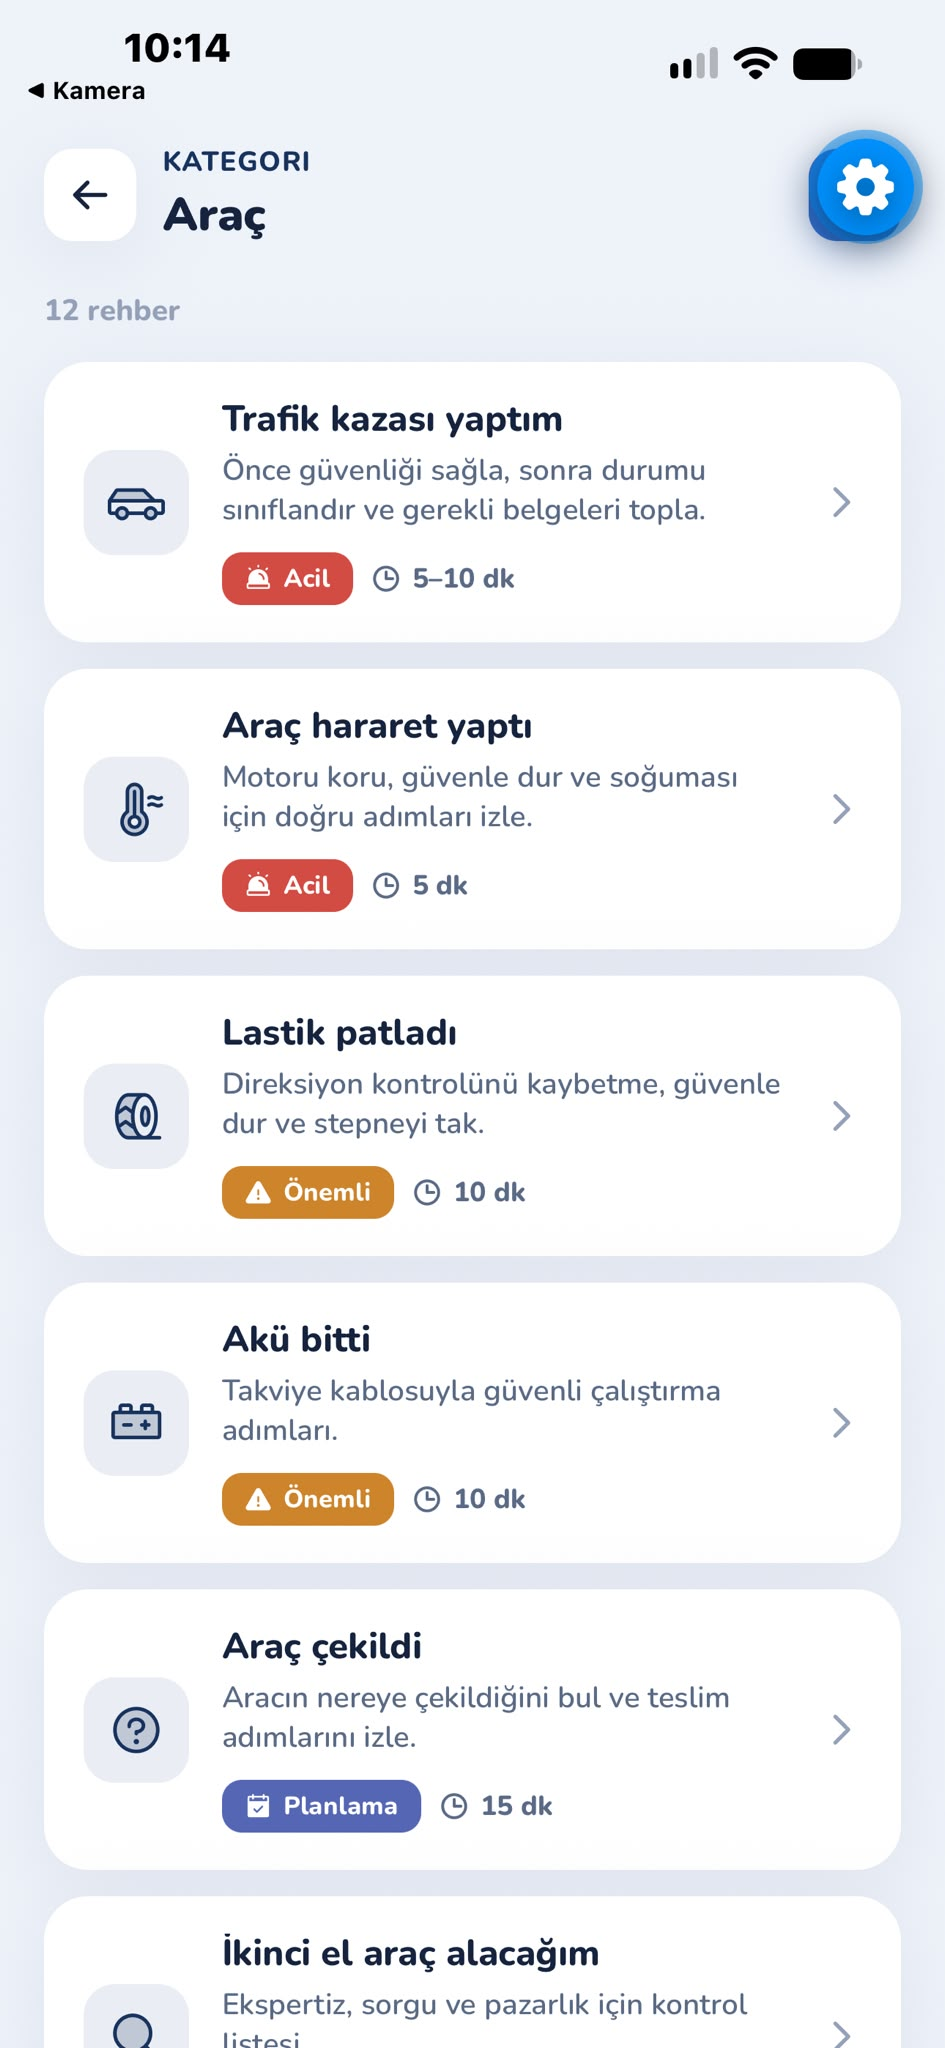 10:14
◀ Kamera
KATEGORI
Araç
12 rehber
Trafik kazası yaptım
Önce güvenliği sağla, sonra durumu
sınıflandır ve gerekli belgeleri topla.
Acil 5–10 dk
Araç hararet yaptı
Motoru koru, güvenle dur ve soğuması
için doğru adımları izle.
Acil 5 dk
Lastik patladı
Direksiyon kontrolünü kaybetme, güvenle
dur ve stepneyi tak.
Önemli 10 dk
Akü bitti
Takviye kablosuyla güvenli çalıştırma
adımları.
Önemli 10 dk
Araç çekildi
Aracın nereye çekildiğini bul ve teslim
adımlarını izle.
Planlama 15 dk
İkinci el araç alacağım
Ekspertiz, sorgu ve pazarlık için kontrol
listesi